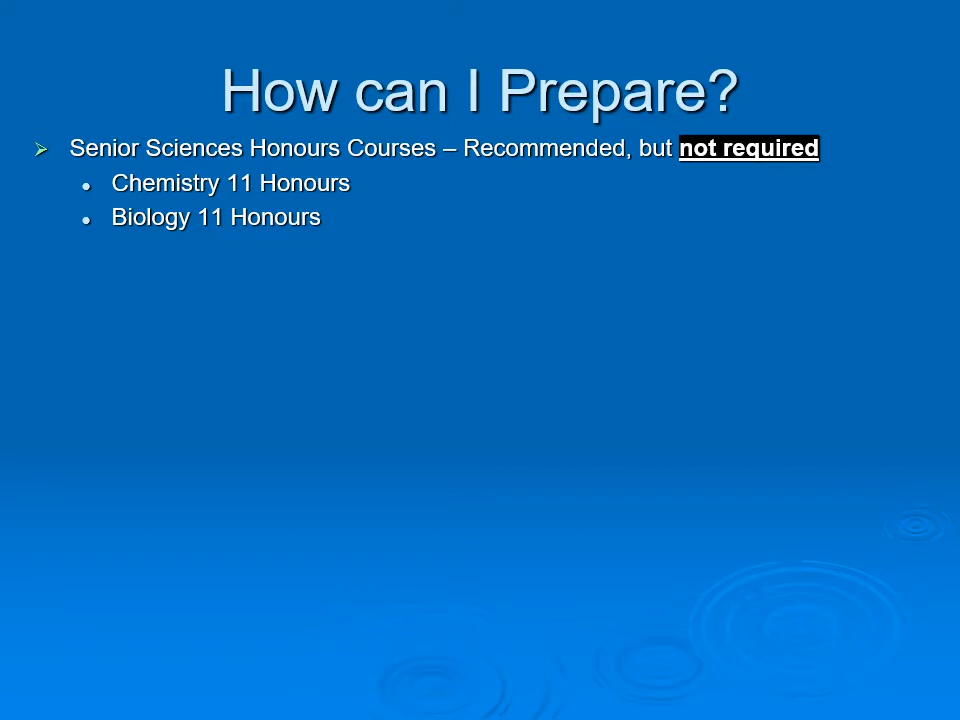 How can I Prepare?
Senior Sciences Honours Courses – Recommended, but not required
Chemistry 11 Honours
Biology 11 Honours